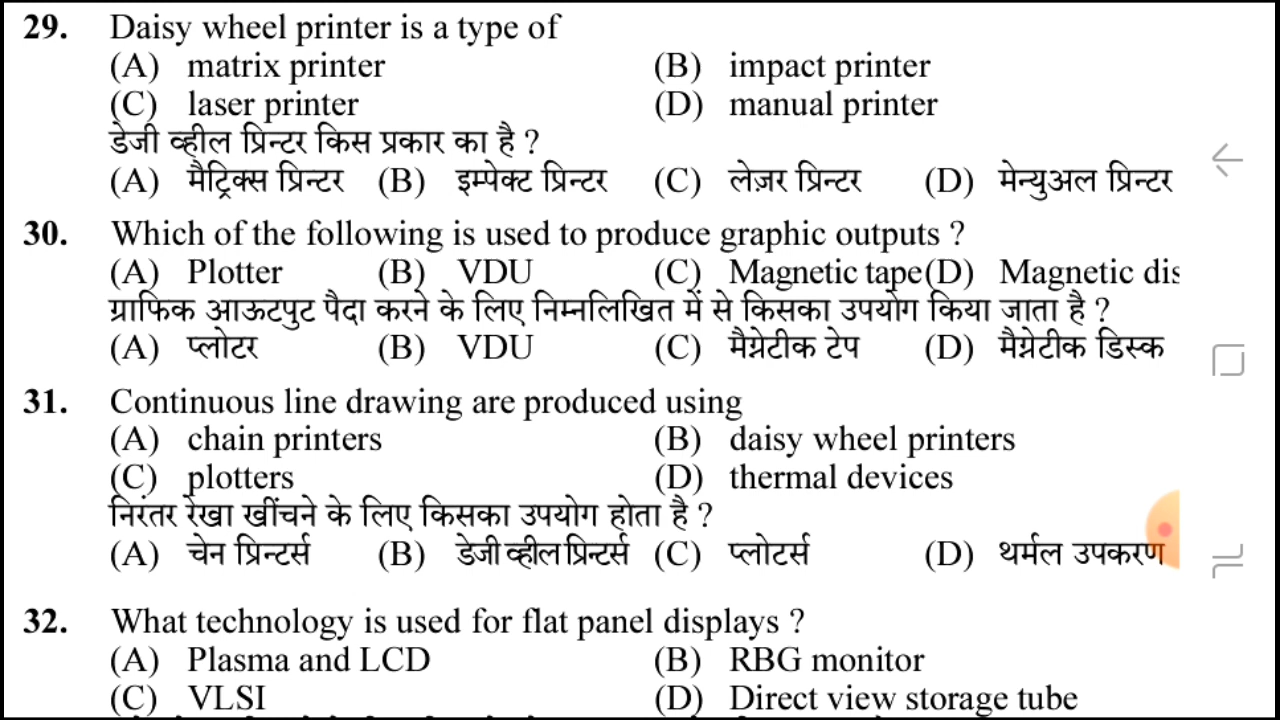 29. Daisy wheel printer is a type of
(A) matrix printer (B) impact printer
(C) laser printer (D) manual printer
डेजी व्हील प्रिन्टर किस प्रकार का है ?
(A) मैट्रिक्स प्रिन्टर (B) इम्पेक्ट प्रिन्टर (C) लेज़र प्रिन्टर (D) मेन्युअल प्रिन्टर
30. Which of the following is used to produce graphic outputs ?
(A) Plotter (B) VDU (C) Magnetic tape (D) Magnetic dis
ग्राफिक आऊटपुट पैदा करने के लिए निम्नलिखित में से किसका उपयोग किया जाता है ?
(A) प्लोटर (B) VDU (C) मैग्नेटीक टेप (D) मैग्नेटीक डिस्क
31. Continuous line drawing are produced using
(A) chain printers (B) daisy wheel printers
(C) plotters (D) thermal devices
निरंतर रेखा खींचने के लिए किसका उपयोग होता है ?
(A) चेन प्रिन्टर्स (B) डेजी व्हील प्रिन्टर्स (C) प्लोटर्स (D) थर्मल उपकरण
32. What technology is used for flat panel displays ?
(A) Plasma and LCD (B) RBG monitor
(C) VLSI (D) Direct view storage tube